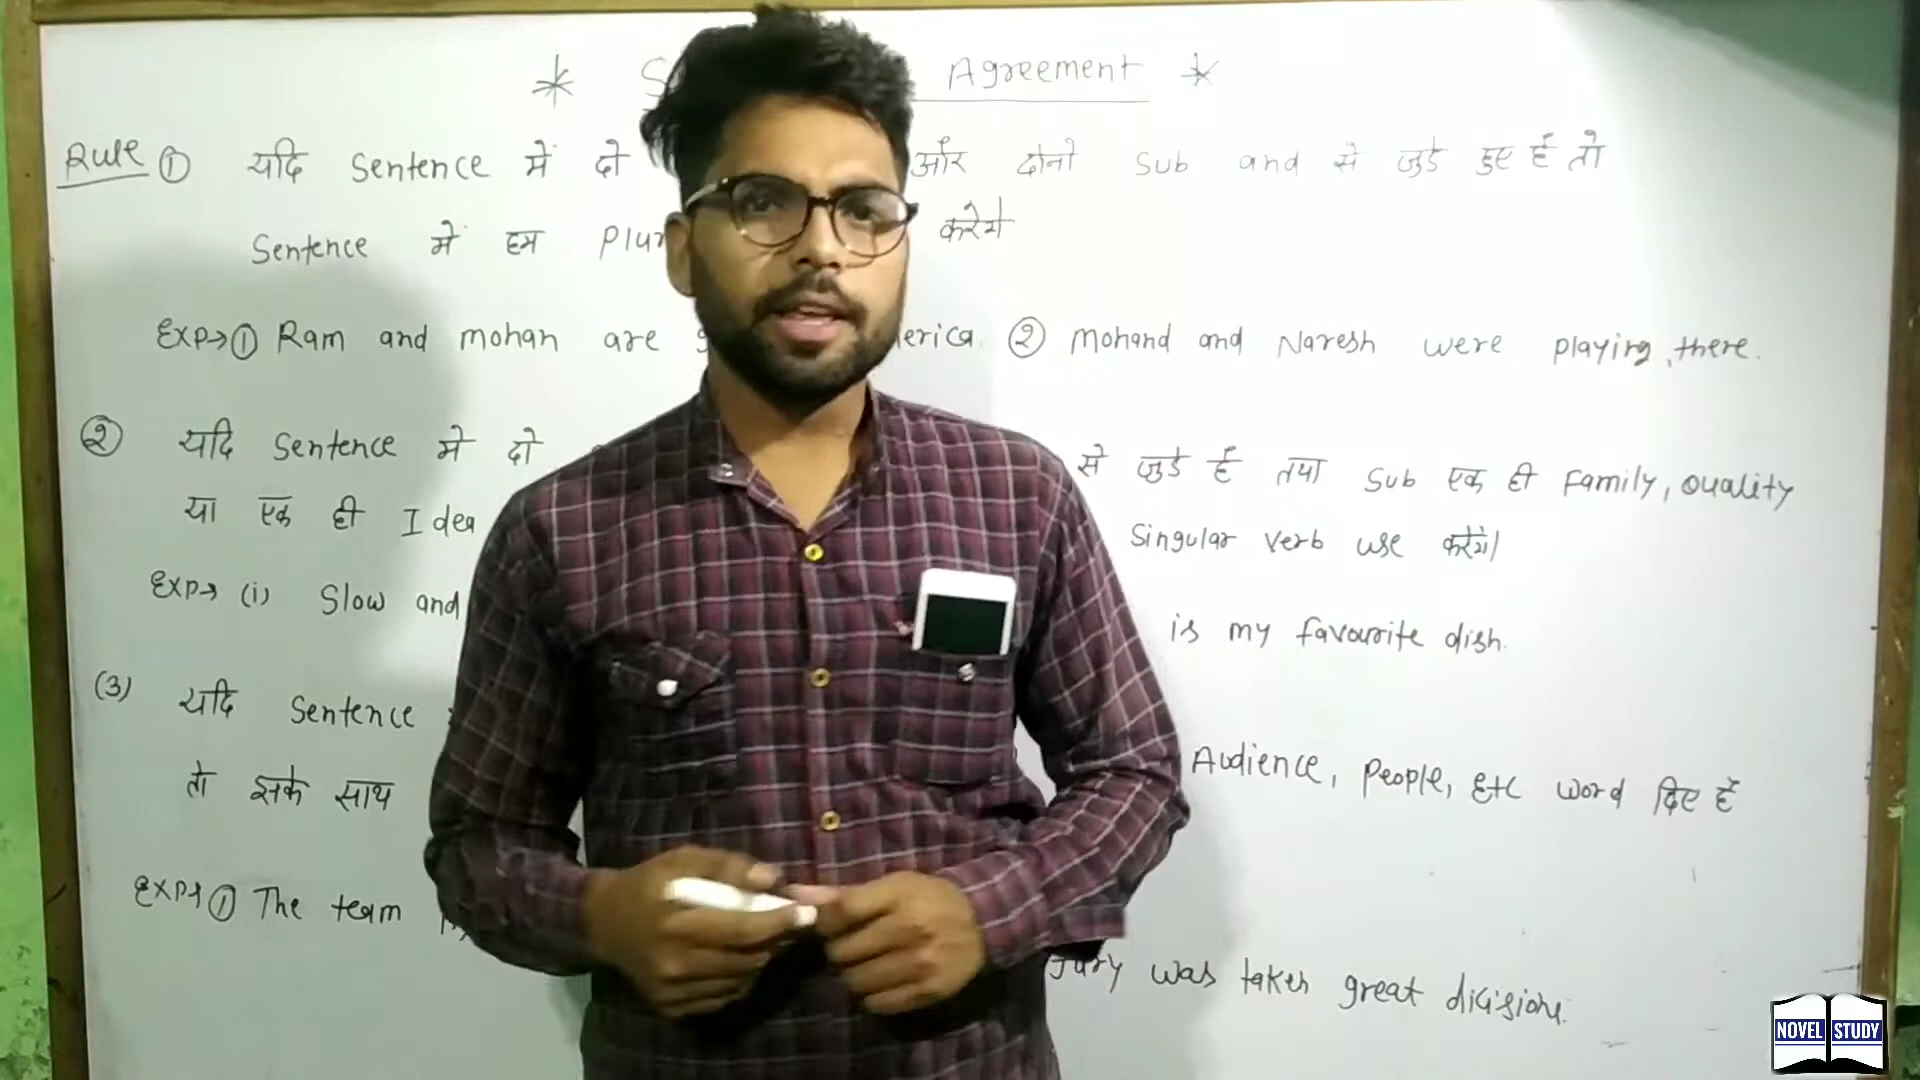 * Agreement *
Rule ① यदि Sentence में दो और दोनो Sub and से जुडे हुए है तो
Sentence में हम करेगे
Exp→① Ram and mohan are erica. ② Mohand and Naresh were playing, there.
② यदि Sentence मे दो से जुडे है तथा Sub एक ही Family, Quality
या एक ही Idea Singular verb use करेंगे।
Exp→ (i) Slow and is my favourite dish.
(3) यदि Sentence
Audience, People, Etc word दिए है
तो इसके साथ
Exp→① The team
Jury was taken great dicisions.
NOVEL STUDY